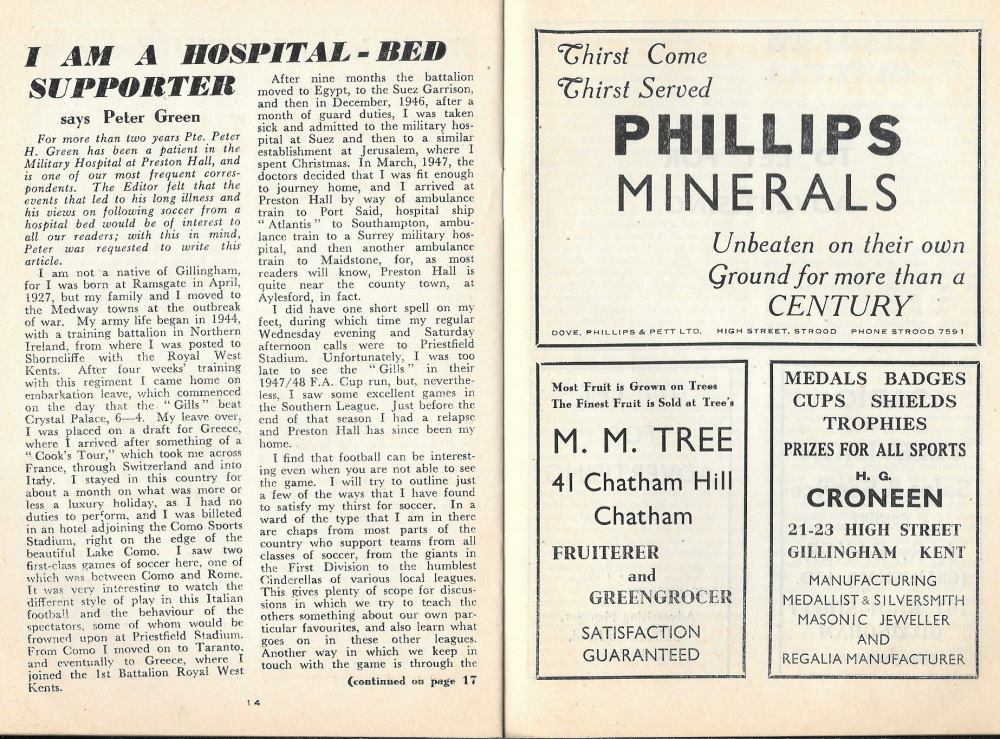 I AM A HOSPITAL-BED
SUPPORTER
says Peter Green
For more than two years Pte. Peter
H. Green has been a patient in the
Military Hospital at Preston Hall, and
is one of our most frequent corres-
pondents. The Editor felt that the
events that led to his long illness and
his views on following soccer from a
hospital bed would be of interest to
all our readers; with this in mind,
Peter was requested to write this
article.
I am not a native of Gillingham,
for I was born at Ramsgate in April,
1927, but my family and I moved to
the Medway towns at the outbreak
of war. My army life began in 1944,
with a training battalion in Northern
Ireland, from where I was posted to
Shorncliffe with the Royal West
Kents. After four weeks' training
with this regiment I came home on
embarkation leave, which commenced
on the day that the "Gills" beat
Crystal Palace, 6—4. My leave over,
I was placed on a draft for Greece,
where I arrived after something of a
"Cook's Tour," which took me across
France, through Switzerland and into
Italy. I stayed in this country for
about a month on what was more or
less a luxury holiday, as I had no
duties to perform, and I was billeted
in an hotel adjoining the Como Sports
Stadium, right on the edge of the
beautiful Lake Como. I saw two
first-class games of soccer here, one of
which was between Como and Rome.
It was very interesting to watch the
different style of play in this Italian
football and the behaviour of the
spectators, some of whom would be
frowned upon at Priestfield Stadium.
From Como I moved on to Taranto,
and eventually to Greece, where I
joined the 1st Battalion Royal West
Kents.
After nine months the battalion
moved to Egypt, to the Suez Garrison,
and then in December, 1946, after a
month of guard duties, I was taken
sick and admitted to the military hos-
pital at Suez and then to a similar
establishment at Jerusalem, where I
spent Christmas. In March, 1947, the
doctors decided that I was fit enough
to journey home, and I arrived at
Preston Hall by way of ambulance
train to Port Said, hospital ship
"Atlantis" to Southampton, ambu-
lance train to a Surrey military hos-
pital, and then another ambulance
train to Maidstone, for, as most
readers will know, Preston Hall is
quite near the county town, at
Aylesford, in fact.
I did have one short spell on my
feet, during which time my regular
Wednesday evening and Saturday
afternoon calls were to Priestfield
Stadium. Unfortunately, I was too
late to see the "Gills" in their
1947/48 F.A. Cup run, but, neverthe-
less, I saw some excellent games in
the Southern League. Just before the
end of that season I had a relapse
and Preston Hall has since been my
home.
I find that football can be interest-
ing even when you are not able to see
the game. I will try to outline just
a few of the ways that I have found
to satisfy my thirst for soccer. In a
ward of the type that I am in there
are chaps from most parts of the
country who support teams from all
classes of soccer, from the giants in
the First Division to the humblest
Cinderellas of various local leagues.
This gives plenty of scope for discus-
sions in which we try to teach the
others something about our own par-
ticular favourites, and also learn what
goes on in these other leagues.
Another way in which we keep in
touch with the game is through the
(continued on page 17
14
Thirst Come
Thirst Served
PHILLIPS
MINERALS
Unbeaten on their own
Ground for more than a
CENTURY
DOVE, PHILLIPS & PETT LTD. HIGH STREET, STROOD PHONE STROOD 7591
Most Fruit is Grown on Trees
The Finest Fruit is Sold at Tree's
M. M. TREE
41 Chatham Hill
Chatham
FRUITERER
and
GREENGROCER
SATISFACTION
GUARANTEED
MEDALS BADGES
CUPS SHIELDS
TROPHIES
PRIZES FOR ALL SPORTS
H. G.
CRONEEN
21-23 HIGH STREET
GILLINGHAM, KENT
MANUFACTURING
MEDALLIST & SILVERSMITH
MASONIC JEWELLER
AND
REGALIA MANUFACTURER